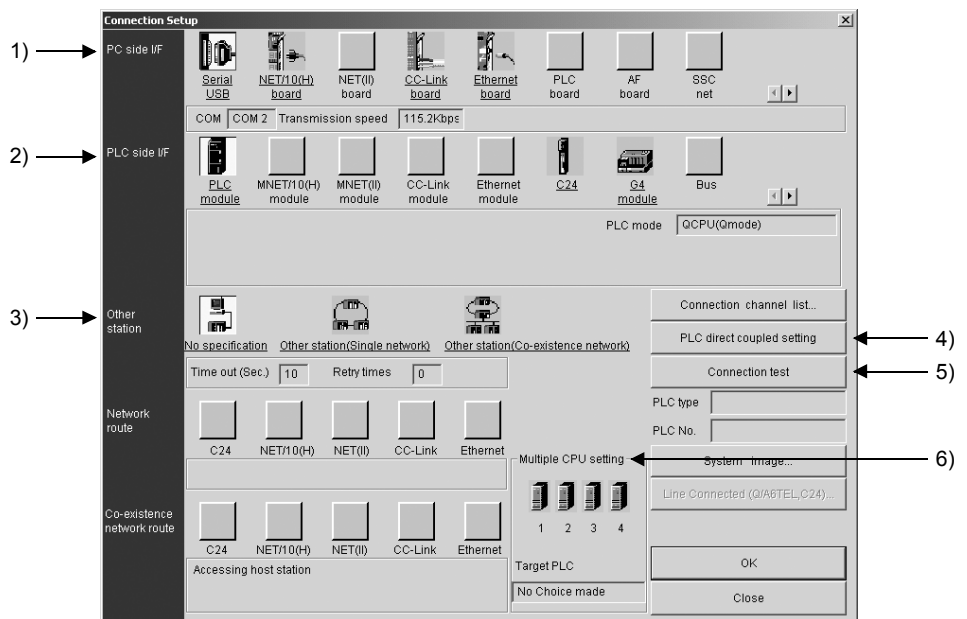 Connection Setup
1)
PC side I/F
Serial USB
NET/10(H) board
NET(II) board
CC-Link board
Ethernet board
PLC board
AF board
SSC net
COM COM 2 Transmission speed 115.2Kbps
2)
PLC side I/F
PLC module
MNET/10(H) module
MNET(II) module
CC-Link module
Ethernet module
C24
G4 module
Bus
PLC mode QCPU(Qmode)
3)
Other station
No specification
Other station(Single network)
Other station(Co-existence network)
Time out (Sec.) 10 Retry times 0
Connection channel list...
PLC direct coupled setting
4)
Connection test
5)
PLC type
PLC No.
Network route
C24
NET/10(H)
NET(II)
CC-Link
Ethernet
Multiple CPU setting
6)
1 2 3 4
Target PLC
No Choice made
System image...
Line Connected (Q/A6TEL,C24)...
Co-existence network route
C24
NET/10(H)
NET(II)
CC-Link
Ethernet
Accessing host station
OK
Close